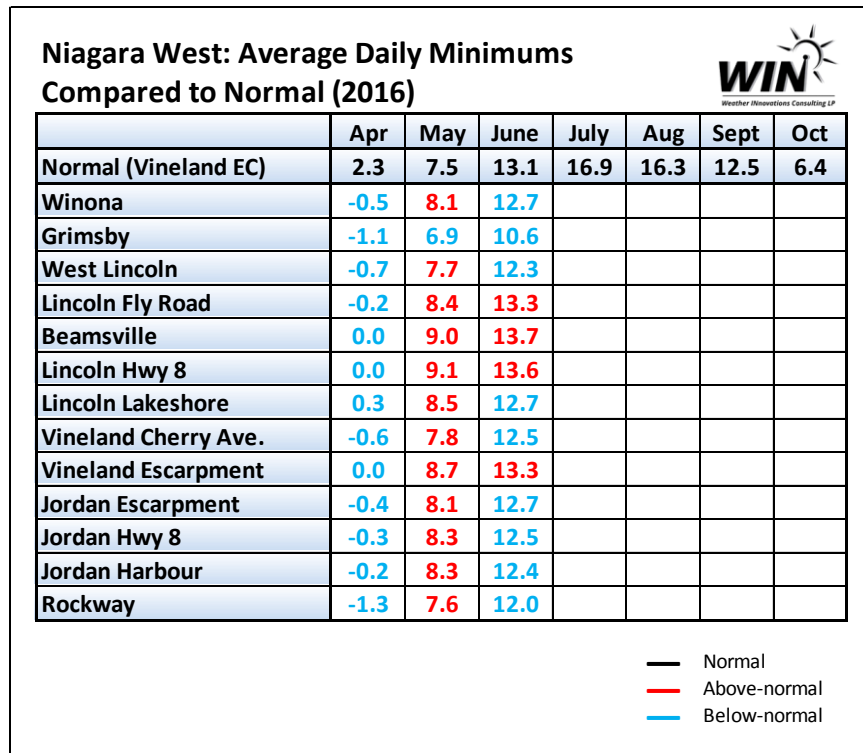 Niagara West: Average Daily Minimums
Compared to Normal (2016)
WIN
Weather INnovations Consulting LP
Apr May June July Aug Sept Oct
Normal (Vineland EC) 2.3 7.5 13.1 16.9 16.3 12.5 6.4
Winona -0.5 8.1 12.7
Grimsby -1.1 6.9 10.6
West Lincoln -0.7 7.7 12.3
Lincoln Fly Road -0.2 8.4 13.3
Beamsville 0.0 9.0 13.7
Lincoln Hwy 8 0.0 9.1 13.6
Lincoln Lakeshore 0.3 8.5 12.7
Vineland Cherry Ave. -0.6 7.8 12.5
Vineland Escarpment 0.0 8.7 13.3
Jordan Escarpment -0.4 8.1 12.7
Jordan Hwy 8 -0.3 8.3 12.5
Jordan Harbour -0.2 8.3 12.4
Rockway -1.3 7.6 12.0
Normal
Above-normal
Below-normal